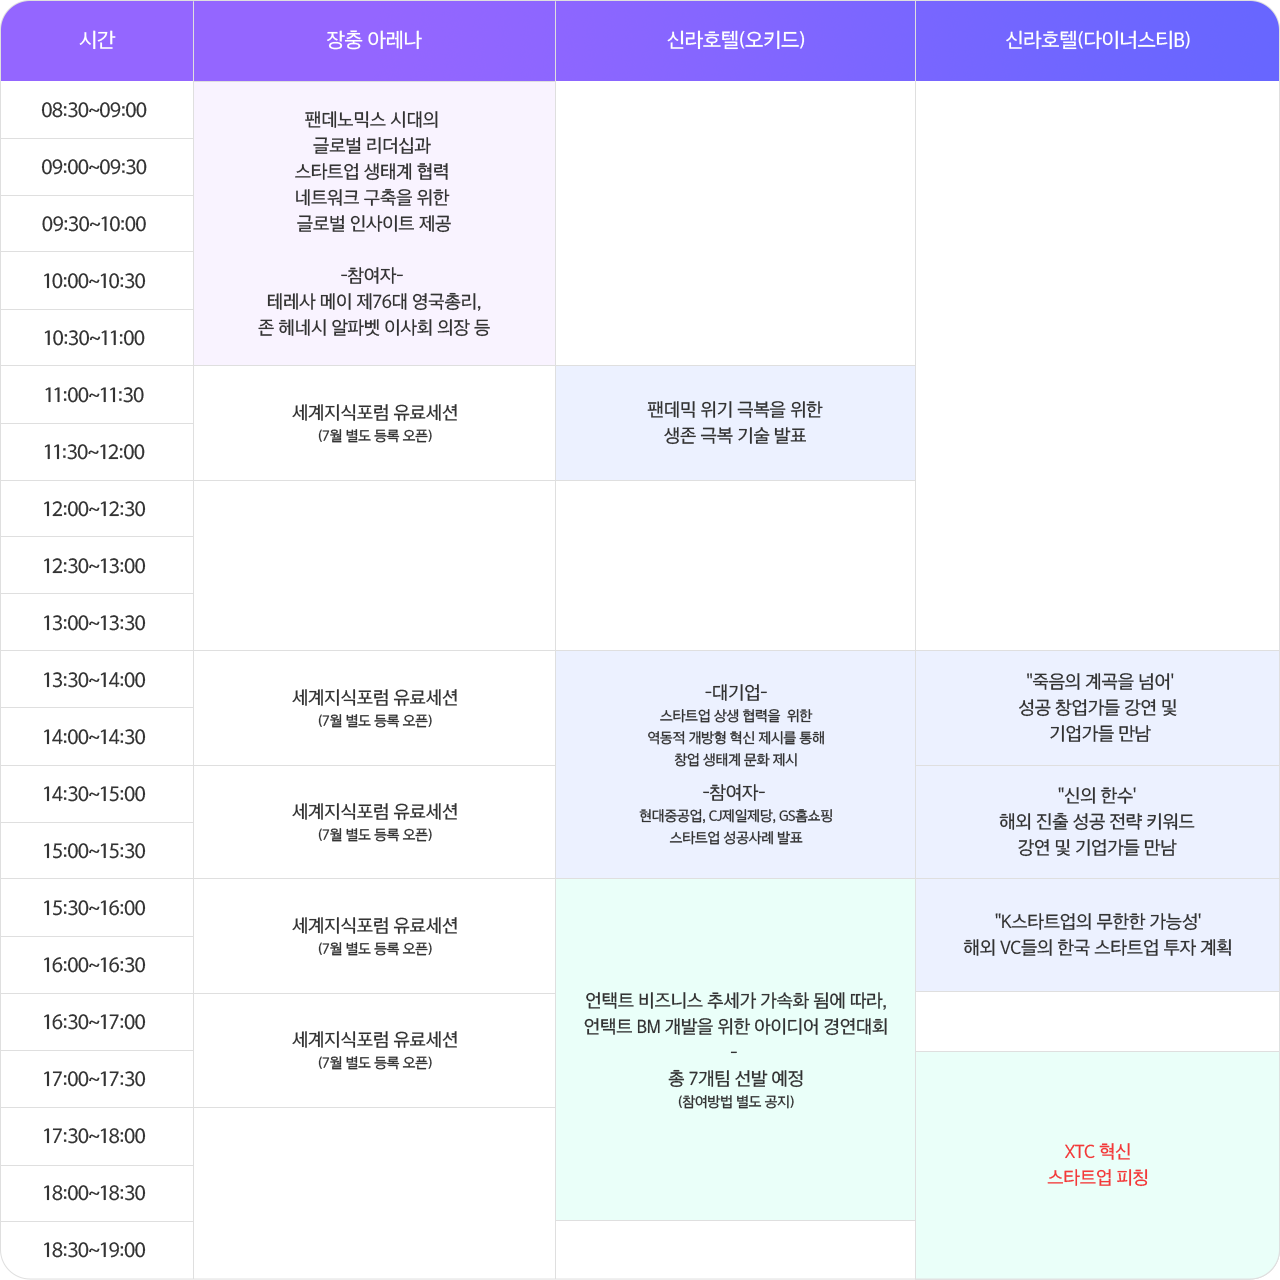 시간
장충 아레나
신라호텔(오키드)
신라호텔(다이너스티B)
08:30~09:00
09:00~09:30
09:30~10:00
10:00~10:30
10:30~11:00
팬데노믹스 시대의
글로벌 리더십과
스타트업 생태계 협력
네트워크 구축을 위한
글로벌 인사이트 제공
-참여자-
테레사 메이 제76대 영국총리,
존 헤네시 알파벳 이사회 의장 등
11:00~11:30
11:30~12:00
세계지식포럼 유료세션
(7월 별도 등록 오픈)
팬데믹 위기 극복을 위한
생존 극복 기술 발표
12:00~12:30
12:30~13:00
13:00~13:30
13:30~14:00
14:00~14:30
세계지식포럼 유료세션
(7월 별도 등록 오픈)
-대기업-
스타트업 상생 협력을 위한
역동적 개방형 혁신 제시를 통해
창업 생태계 문화 제시
-참여자-
현대중공업, CJ제일제당, GS홈쇼핑
스타트업 성공사례 발표
"죽음의 계곡을 넘어'
성공 창업가들 강연 및
기업가들 만남
14:30~15:00
15:00~15:30
세계지식포럼 유료세션
(7월 별도 등록 오픈)
"신의 한수'
해외 진출 성공 전략 키워드
강연 및 기업가들 만남
15:30~16:00
16:00~16:30
세계지식포럼 유료세션
(7월 별도 등록 오픈)
"K스타트업의 무한한 가능성'
해외 VC들의 한국 스타트업 투자 계획
언택트 비즈니스 추세가 가속화 됨에 따라,
언택트 BM 개발을 위한 아이디어 경연대회
-
총 7개팀 선발 예정
(참여방법 별도 공지)
16:30~17:00
17:00~17:30
세계지식포럼 유료세션
(7월 별도 등록 오픈)
17:30~18:00
18:00~18:30
18:30~19:00
XTC 혁신
스타트업 피칭